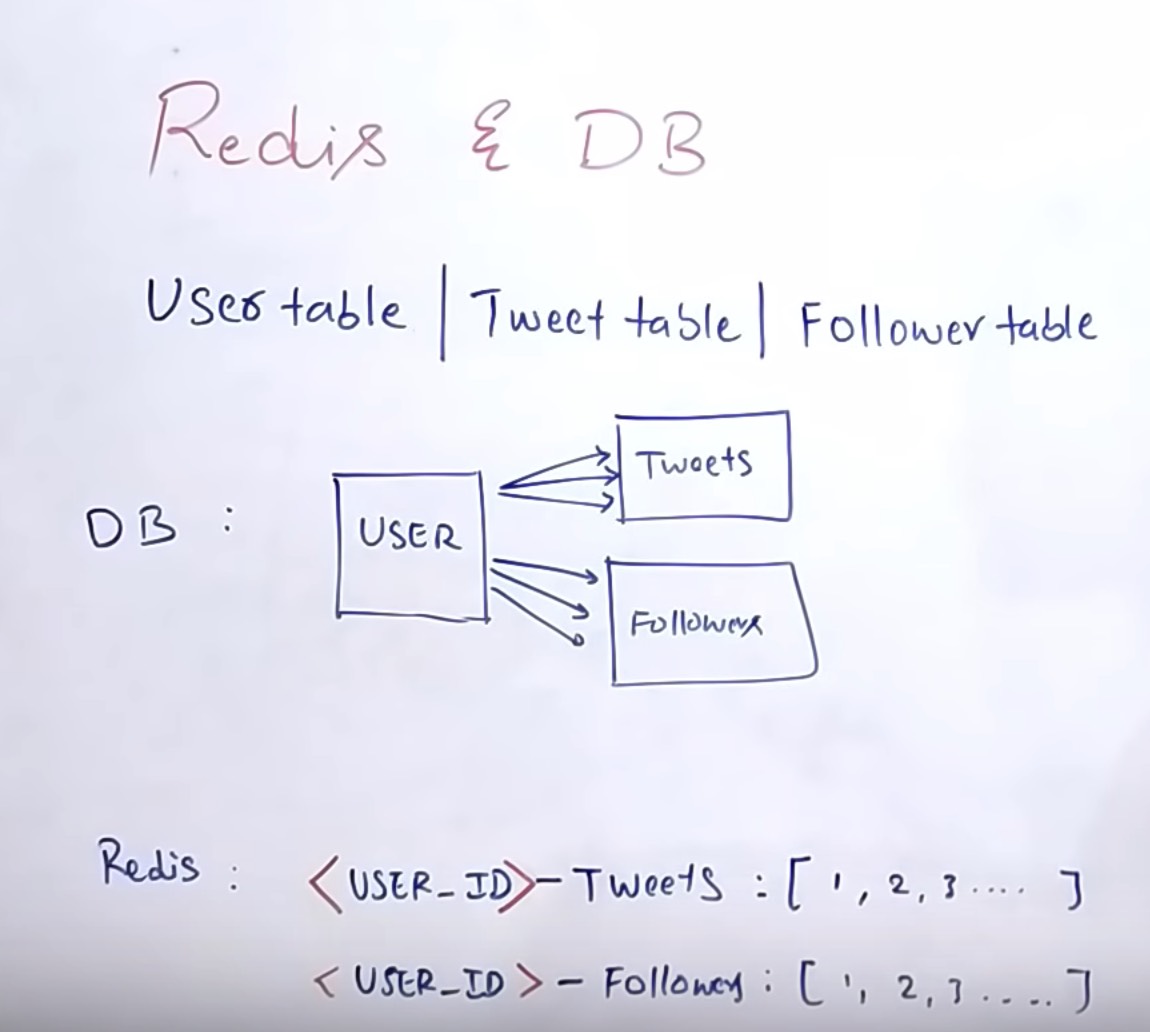 Redis & DB
User table | Tweet table | Follower table
Tweets
DB :
USER
Followers
Redis : <USER_ID>-Tweets : [ 1, 2, 3 .... ]
<USER_ID> - Followers : [ 1, 2, 3 ..... ]